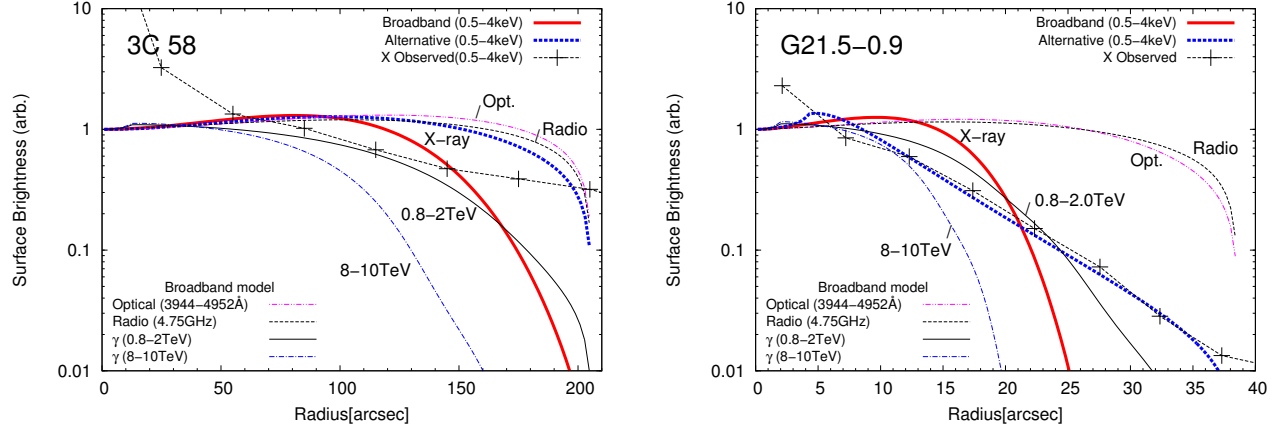 3C 58
Broadband (0.5−4keV)
Alternative (0.5−4keV)
X Observed(0.5−4keV)
Opt.
Radio
X−ray
0.8−2TeV
8−10TeV
Broadband model
Optical (3944−4952Å)
Radio (4.75GHz)
γ (0.8−2TeV)
γ (8−10TeV)
Surface Brightness (arb.)
10
1
0.1
0.01
0 50 100 150 200
Radius[arcsec]
G21.5−0.9
Broadband (0.5−4keV)
Alternative (0.5−4keV)
X Observed
X−ray
Opt.
Radio
0.8−2.0TeV
8−10TeV
Broadband model
Optical (3944−4952Å)
Radio (4.75GHz)
γ (0.8−2TeV)
γ (8−10TeV)
Surface Brightness (arb.)
10
1
0.1
0.01
0 5 10 15 20 25 30 35 40
Radius[arcsec]